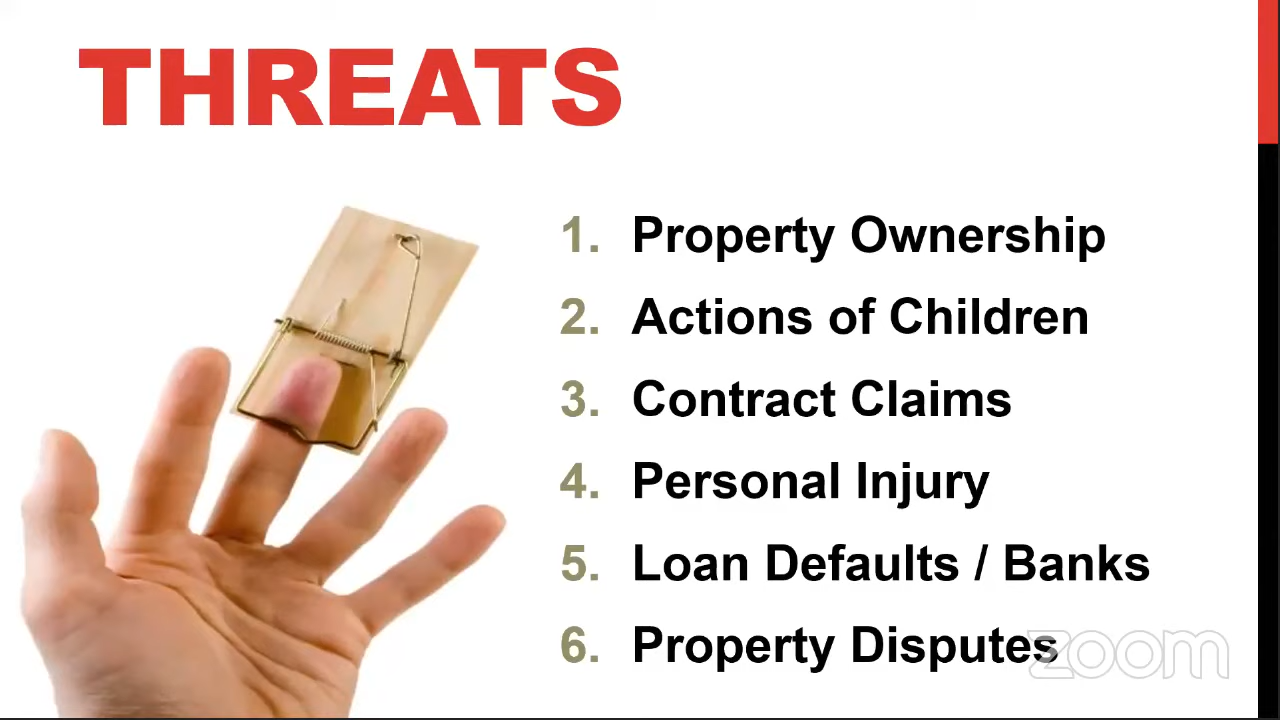 THREATS
1. Property Ownership
2. Actions of Children
3. Contract Claims
4. Personal Injury
5. Loan Defaults / Banks
6. Property Disputes
zoom